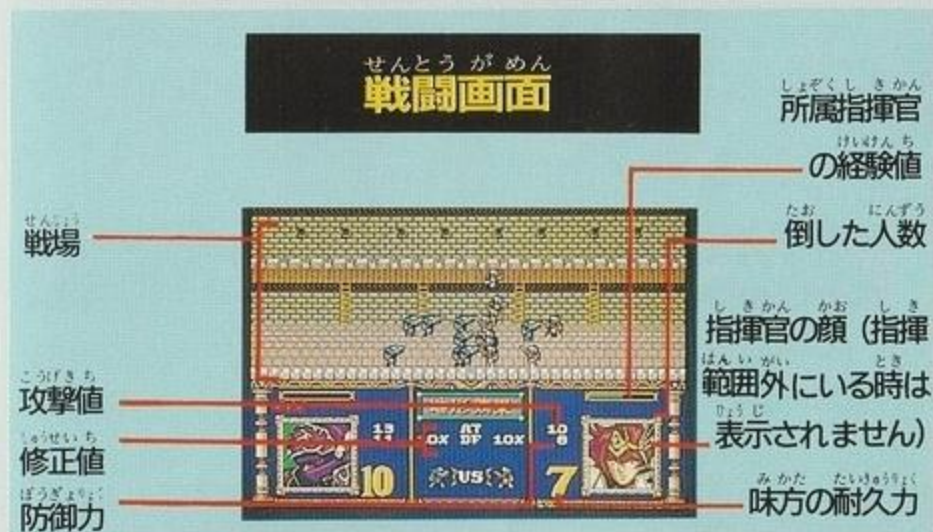 せんとうがめん
戦闘画面
しょぞくしきかん
所属指揮官
けいけんち
の経験値
たお にんずう
倒した人数
しきかん かお しき
指揮官の顔（指揮
はんいがい とき
範囲外にいる時は
ひょうじ
表示されません）
みかた たいきゅうりょく
味方の耐久力
せんじょう
戦場
こうげきち
攻撃値
しゅうせいち
修正値
ぼうぎょりょく
防御力
13 AT 10
11 0% DF 10% 8
10 US 7